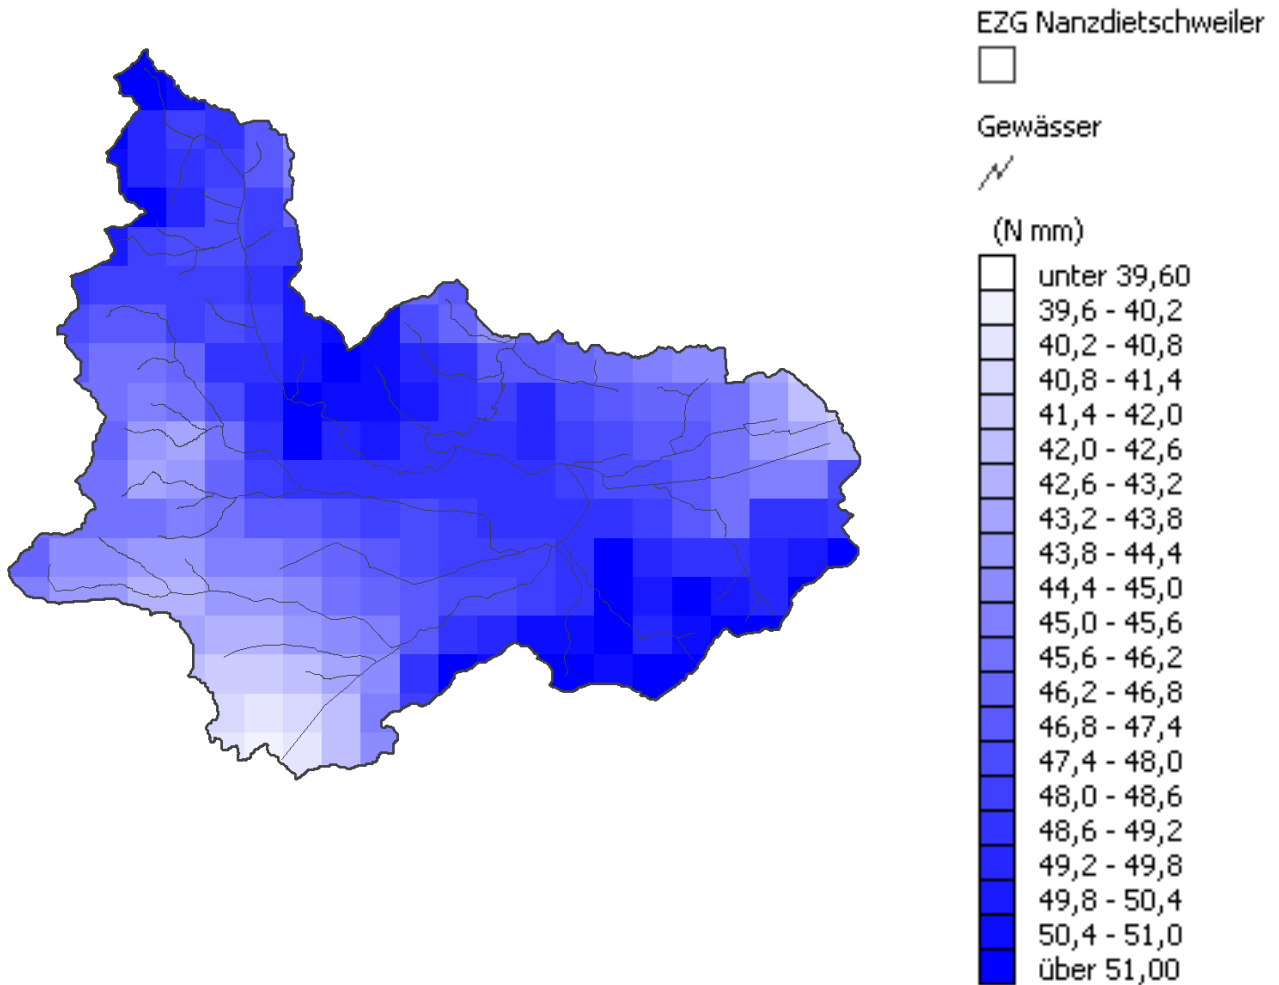 EZG Nanzdietschweiler
Gewässer
(N mm)
unter 39,60
39,6 - 40,2
40,2 - 40,8
40,8 - 41,4
41,4 - 42,0
42,0 - 42,6
42,6 - 43,2
43,2 - 43,8
43,8 - 44,4
44,4 - 45,0
45,0 - 45,6
45,6 - 46,2
46,2 - 46,8
46,8 - 47,4
47,4 - 48,0
48,0 - 48,6
48,6 - 49,2
49,2 - 49,8
49,8 - 50,4
50,4 - 51,0
über 51,00